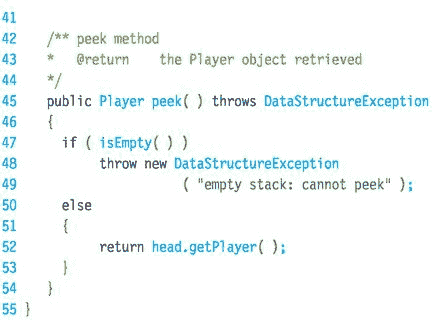 41
42 /** peek method
43 * @return the Player object retrieved
44 */
45 public Player peek( ) throws DataStructureException
46 {
47 if ( isEmpty( ) )
48 throw new DataStructureException
49 ( "empty stack: cannot peek" );
50 else
51 {
52 return head.getPlayer( );
53 }
54 }
55 }